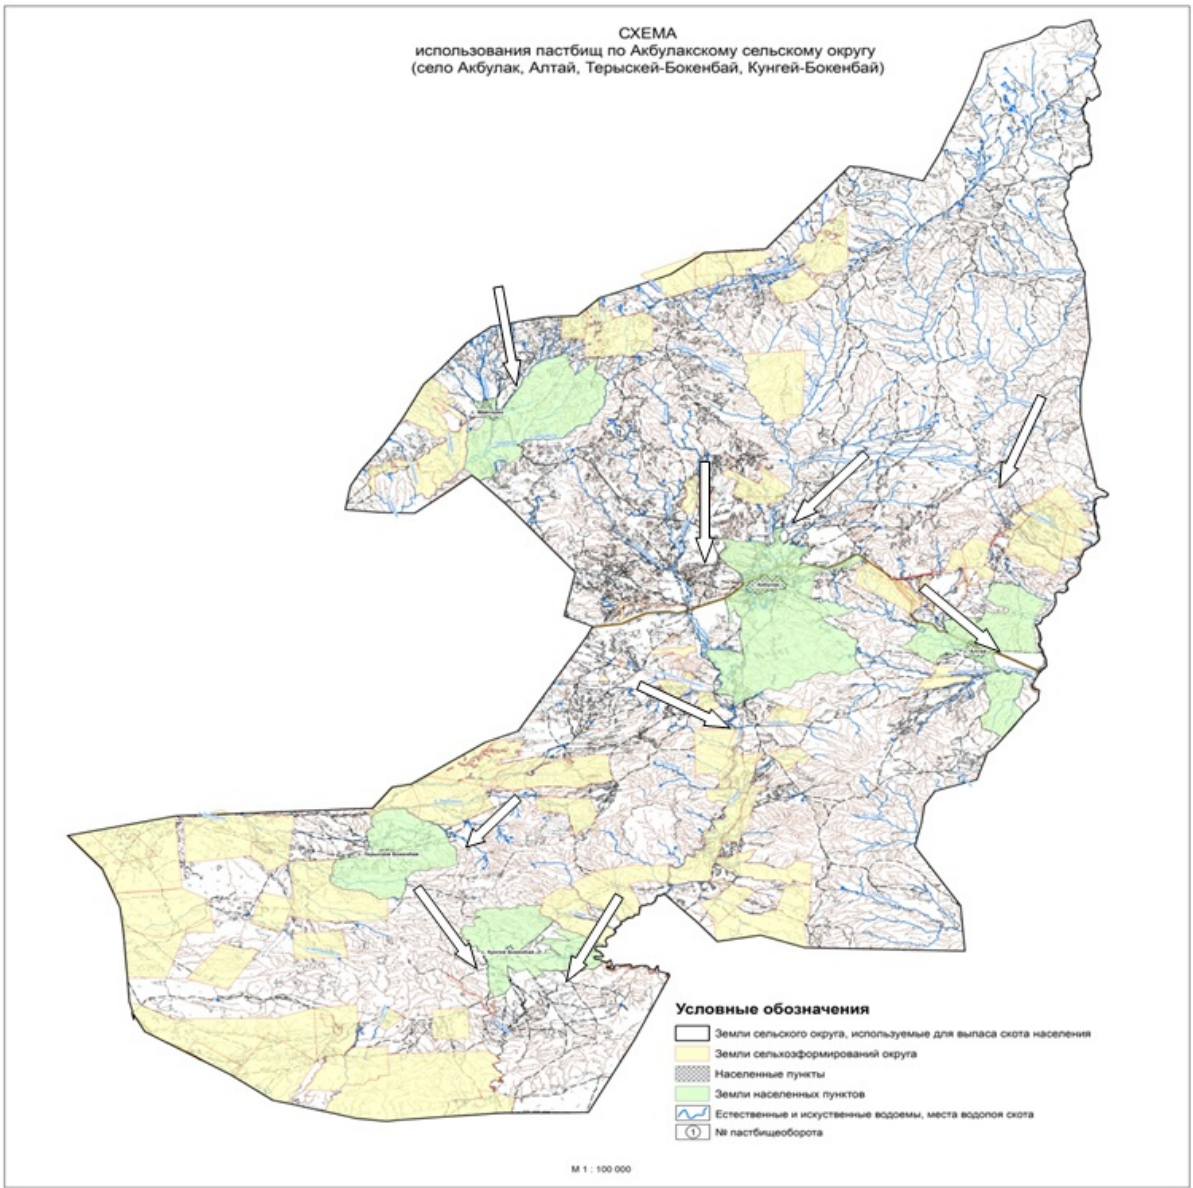 СХЕМА
использования пастбищ по Акбулакскому сельскому округу
(село Акбулак, Алтай, Терыскей-Бокенбай, Кунгей-Бокенбай)
Условные обозначения
Земли сельского округа, используемые для выпаса скота населения
Земли сельхозформирований округа
Населенные пункты
Земли населенных пунктов
Естественные и искуственные водоемы, места водопоя скота
1 № пастбищеоборота
М 1 : 100 000